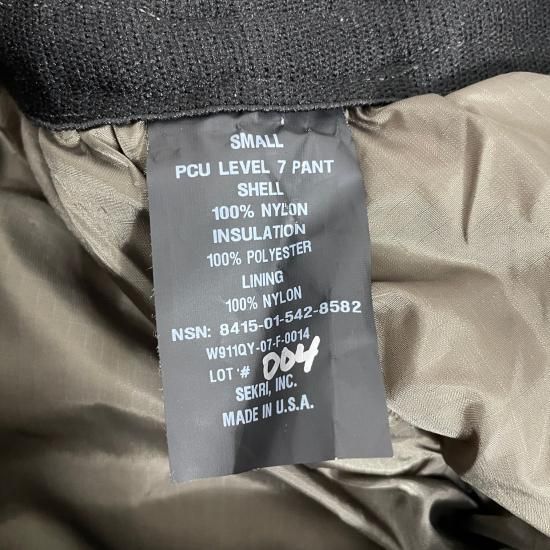 SMALL
PCU LEVEL 7 PANT
SHELL
100% NYLON
INSULATION
100% POLYESTER
LINING
100% NYLON
NSN: 8415-01-542-8582
W911QY-07-F-0014
LOT # 004
SEKRI, INC.
MADE IN U.S.A.